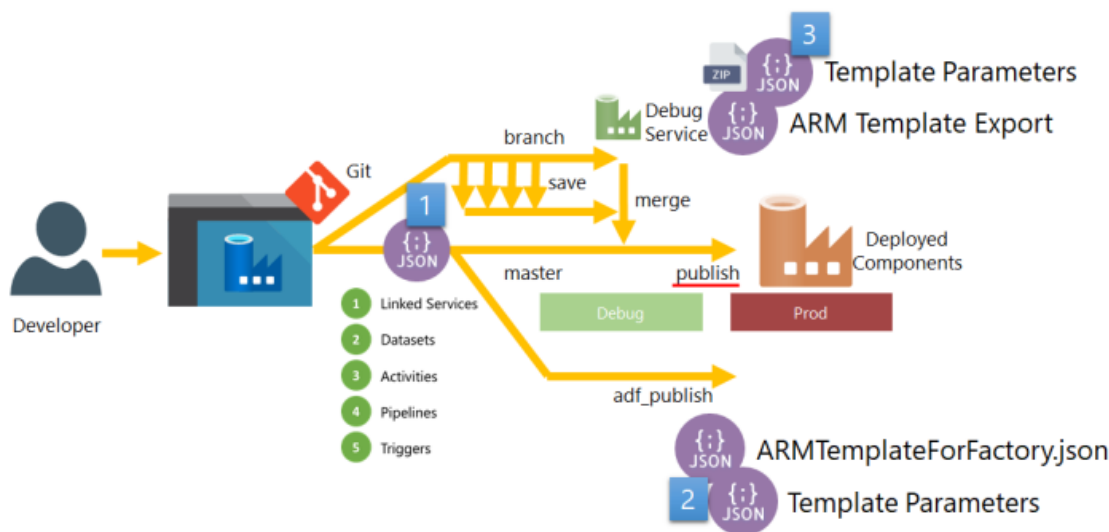 3
ZIP
{;}
JSON
Template Parameters
{;}
JSON
ARM Template Export
Debug
Service
branch
Git
save
merge
1
{;}
JSON
master
publish
Deployed
Components
Developer
Debug
Prod
1 Linked Services
2 Datasets
3 Activities
4 Pipelines
5 Triggers
adf_publish
{;}
JSON
ARMTemplateForFactory.json
2
{;}
JSON
Template Parameters